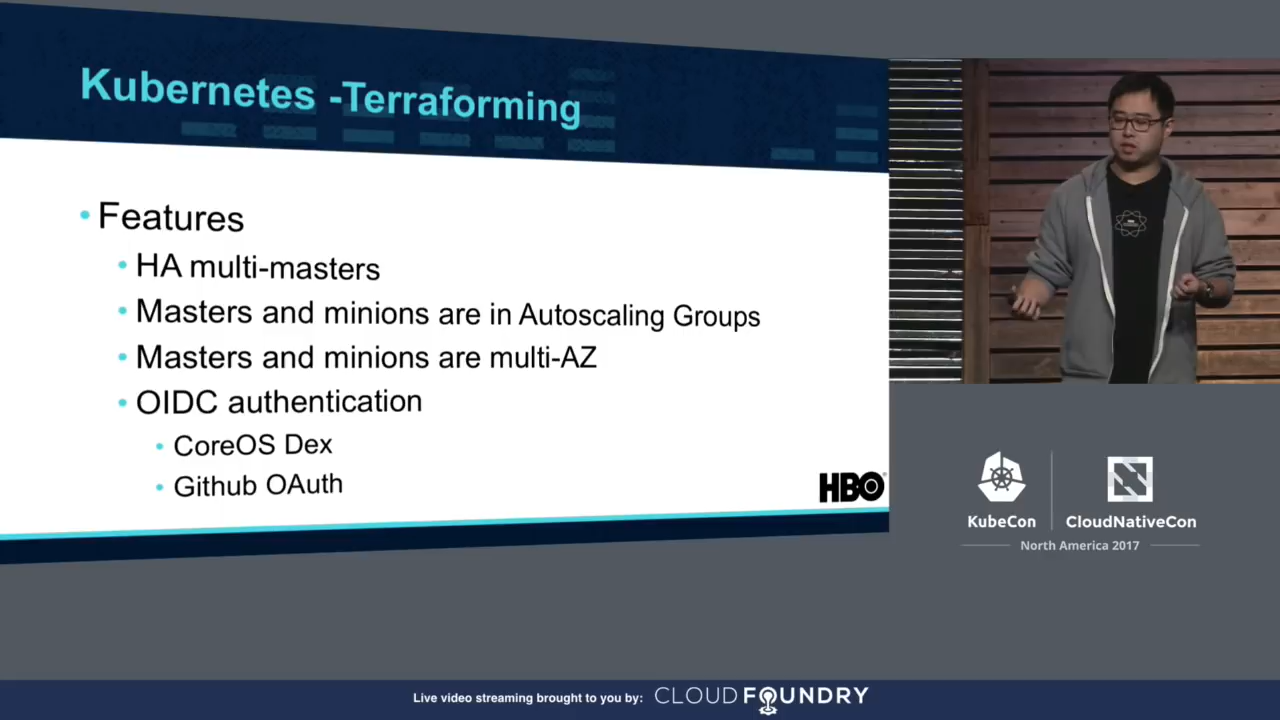 Kubernetes -Terraforming
• Features
• HA multi-masters
• Masters and minions are in Autoscaling Groups
• Masters and minions are multi-AZ
• OIDC authentication
• CoreOS Dex
• Github OAuth
HBO®
KubeCon
CloudNativeCon
North America 2017
Live video streaming brought to you by: CLOUD FOUNDRY